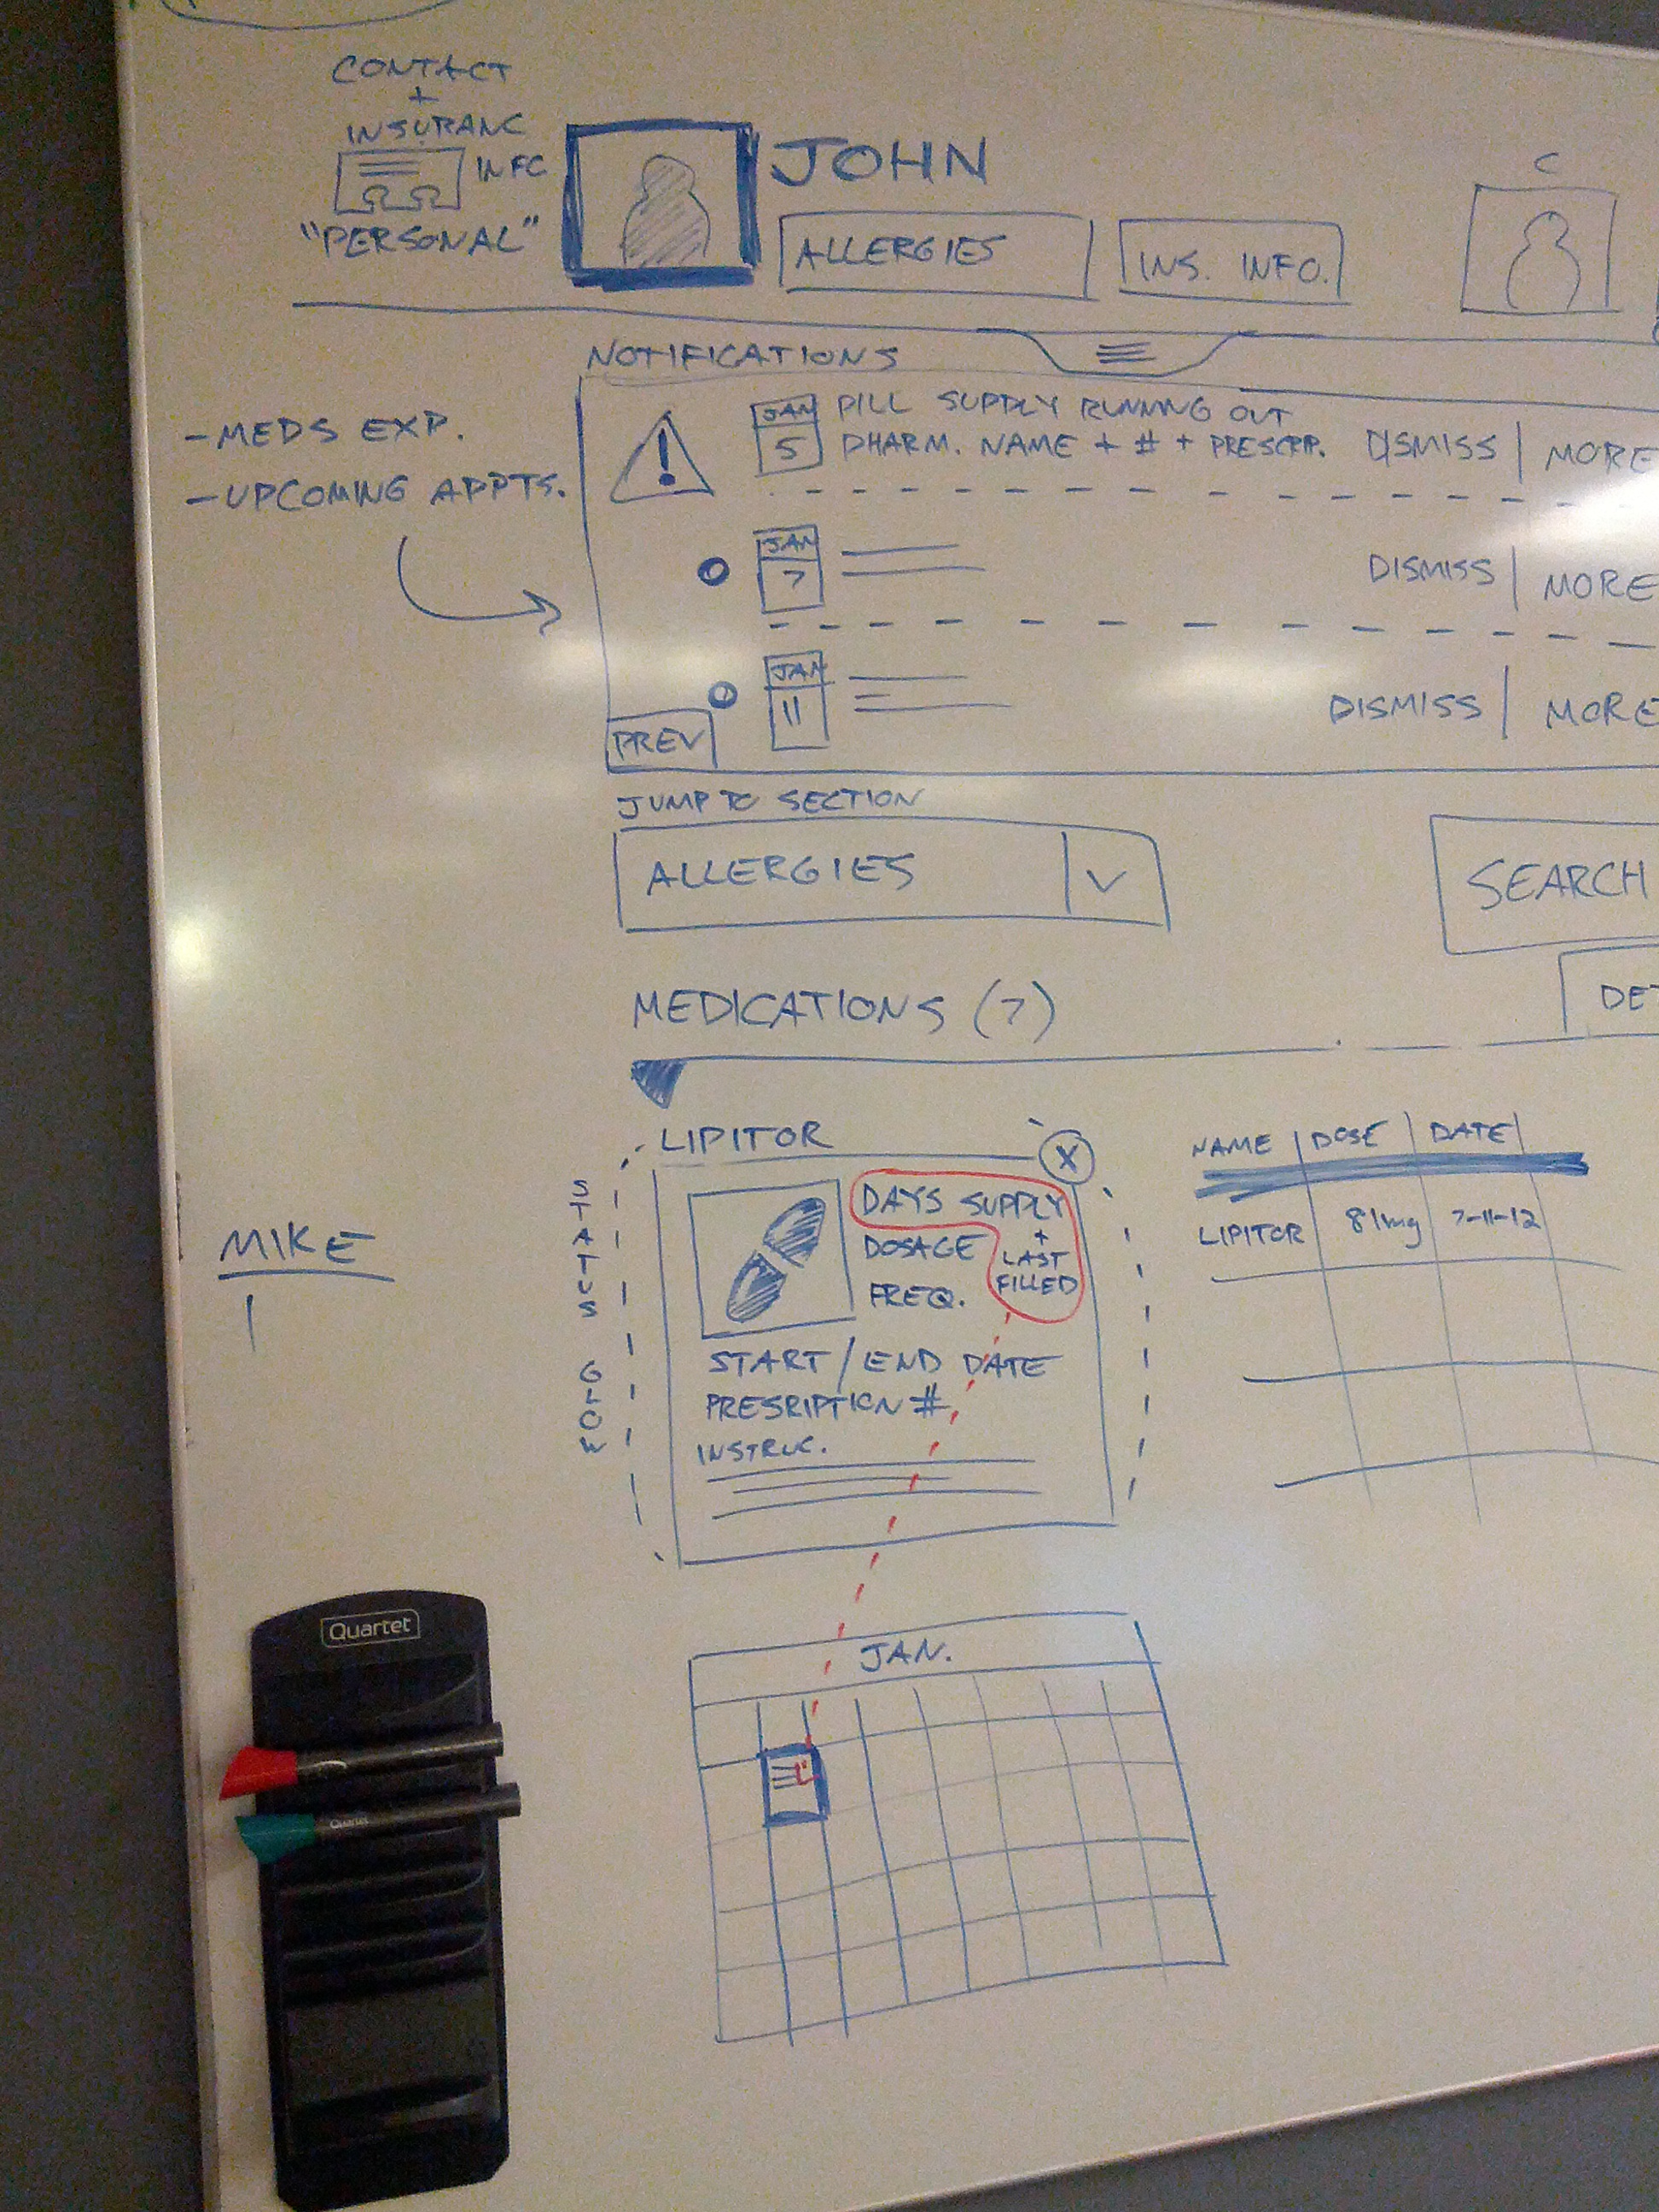 CONTACT
+
INSURANC
INFO
"PERSONAL"
JOHN
ALLERGIES
INS. INFO.
C
NOTIFICATIONS
- MEDS EXP.
- UPCOMING APPTS.
!
JAN
5
PILL SUPPLY RUNNING OUT
PHARM. NAME + # + PRESCRIP.
DISMISS | MORE
JAN
7
DISMISS | MORE
JAN
11
DISMISS | MORE
PREV
JUMP TO SECTION
ALLERGIES
SEARCH
MEDICATIONS (7)
DET
LIPITOR
X
STATUS GLOW
DAYS SUPPLY
+
LAST
FILLED
DOSAGE
FREQ.
START / END DATE
PRESRIPTION #
INSTRUC.
NAME | DOSE | DATE
LIPITOR 81mg 7-11-12
MIKE
JAN.
Quartet
Quartet